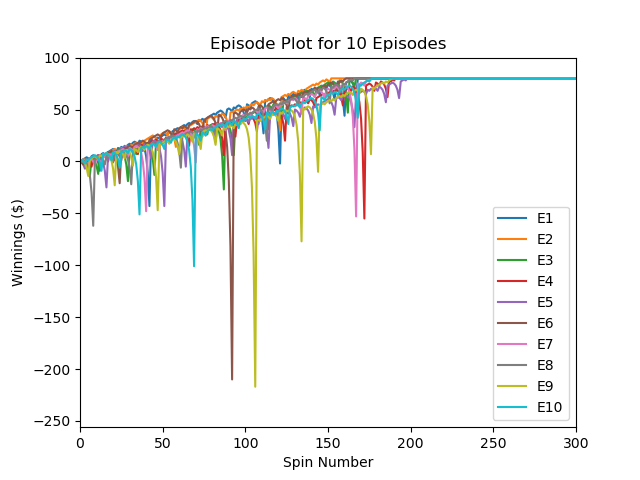 Episode Plot for 10 Episodes
Winnings ($)
100
50
0
−50
−100
−150
−200
−250
0 50 100 150 200 250 300
Spin Number
E1
E2
E3
E4
E5
E6
E7
E8
E9
E10